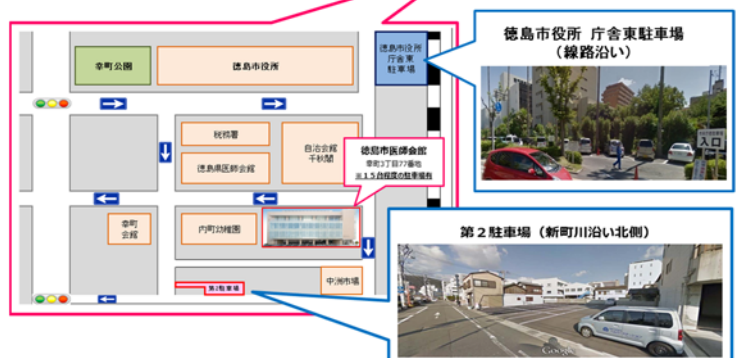 徳島市役所 庁舎東駐車場
（線路沿い）
入口
幸町公園
徳島市役所
徳島市役所
庁舎東
駐車場
税務署
徳島県医師会館
自治会館
千秋閣
徳島市医師会館
幸町3丁目77番地
※１５台程度の駐車場有
幸町
会館
内町幼稚園
中洲市場
第2駐車場
第２駐車場（新町川沿い北側）
Google